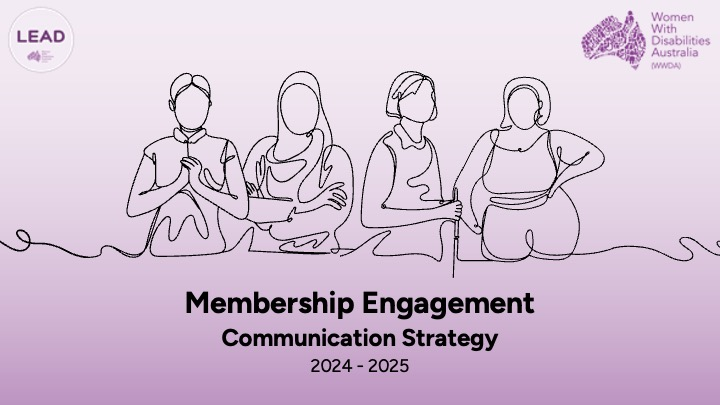 LEAD
Women
With
Disabilities
Australia
(WWDA)
Membership Engagement
Communication Strategy
2024 - 2025